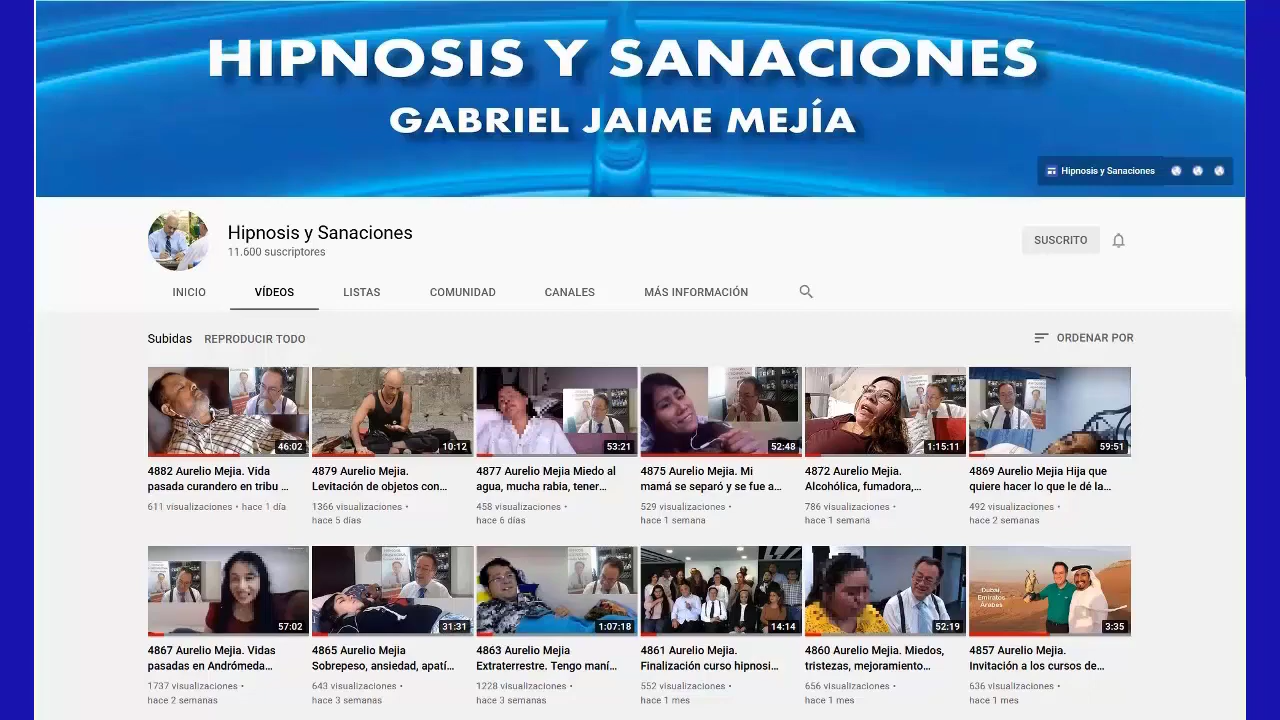 HIPNOSIS Y SANACIONES
GABRIEL JAIME MEJÍA
Hipnosis y Sanaciones
Hipnosis y Sanaciones
11.600 suscriptores
SUSCRITO
INICIO
VÍDEOS
LISTAS
COMUNIDAD
CANALES
MÁS INFORMACIÓN
Subidas
REPRODUCIR TODO
ORDENAR POR
46:02
4882 Aurelio Mejia. Vida
pasada curandero en tribu ...
611 visualizaciones • hace 1 día
10:12
4879 Aurelio Mejia.
Levitación de objetos con...
1366 visualizaciones •
hace 5 días
53:21
4877 Aurelio Mejia Miedo al
agua, mucha rabia, tener...
458 visualizaciones •
hace 6 días
52:48
4875 Aurelio Mejia. Mi
mamá se separó y se fue a...
529 visualizaciones •
hace 1 semana
1:15:11
4872 Aurelio Mejia.
Alcohólica, fumadora,...
786 visualizaciones •
hace 1 semana
59:51
4869 Aurelio Mejia Hija que
quiere hacer lo que le dé la...
492 visualizaciones •
hace 2 semanas
57:02
4867 Aurelio Mejia. Vidas
pasadas en Andrómeda...
1737 visualizaciones •
hace 2 semanas
31:31
4865 Aurelio Mejia
Sobrepeso, ansiedad, apatí...
643 visualizaciones •
hace 3 semanas
1:07:18
4863 Aurelio Mejia
Extraterrestre. Tengo maní...
1228 visualizaciones •
hace 3 semanas
14:14
4861 Aurelio Mejia.
Finalización curso hipnosi...
552 visualizaciones •
hace 1 mes
52:19
4860 Aurelio Mejia. Miedos,
tristezas, mejoramiento...
656 visualizaciones •
hace 1 mes
Dubai,
Emiratos
Árabes
3:35
4857 Aurelio Mejia.
Invitación a los cursos de...
636 visualizaciones •
hace 1 mes